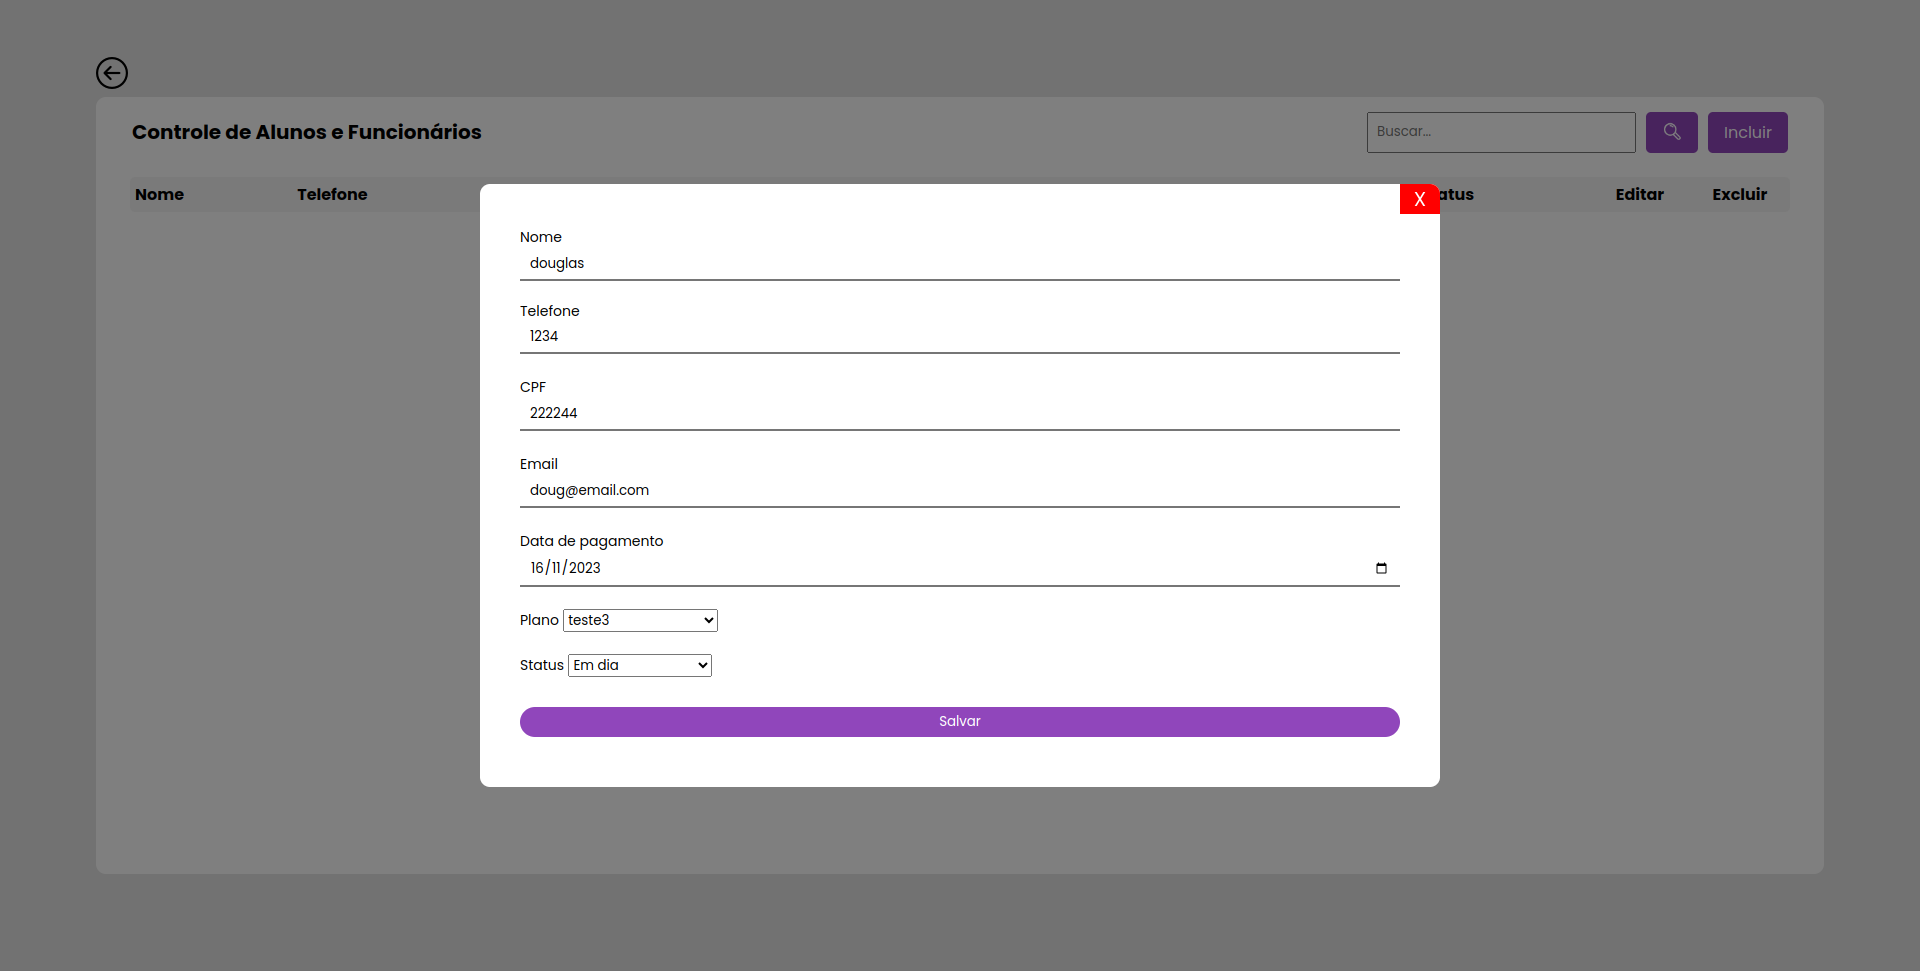 Controle de Alunos e Funcionários
Buscar...
Incluir
Nome Telefone atus Editar Excluir
X
Nome
douglas
Telefone
1234
CPF
222244
Email
doug@email.com
Data de pagamento
16/11/2023
Plano teste3
Status Em dia
Salvar